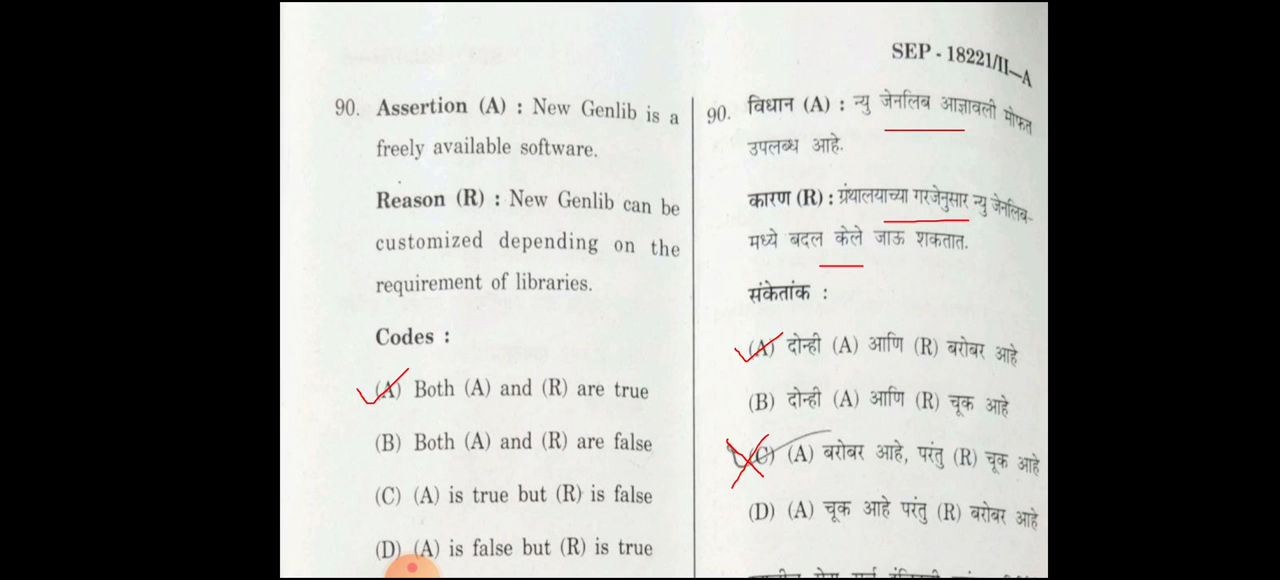 SEP - 18221/II—A
90. Assertion (A) : New Genlib is a
freely available software.
Reason (R) : New Genlib can be
customized depending on the
requirement of libraries.
Codes :
(A) Both (A) and (R) are true
(B) Both (A) and (R) are false
(C) (A) is true but (R) is false
(D) (A) is false but (R) is true
90. विधान (A) : न्यु जेनलिब आज्ञावली मोफत
उपलब्ध आहे.
कारण (R) : ग्रंथालयाच्या गरजेनुसार न्यु जेनलिब-
मध्ये बदल केले जाऊ शकतात.
संकेतांक :
(A) दोन्ही (A) आणि (R) बरोबर आहे
(B) दोन्ही (A) आणि (R) चूक आहे
(C) (A) बरोबर आहे, परंतु (R) चूक आहे
(D) (A) चूक आहे परंतु (R) बरोबर आहे